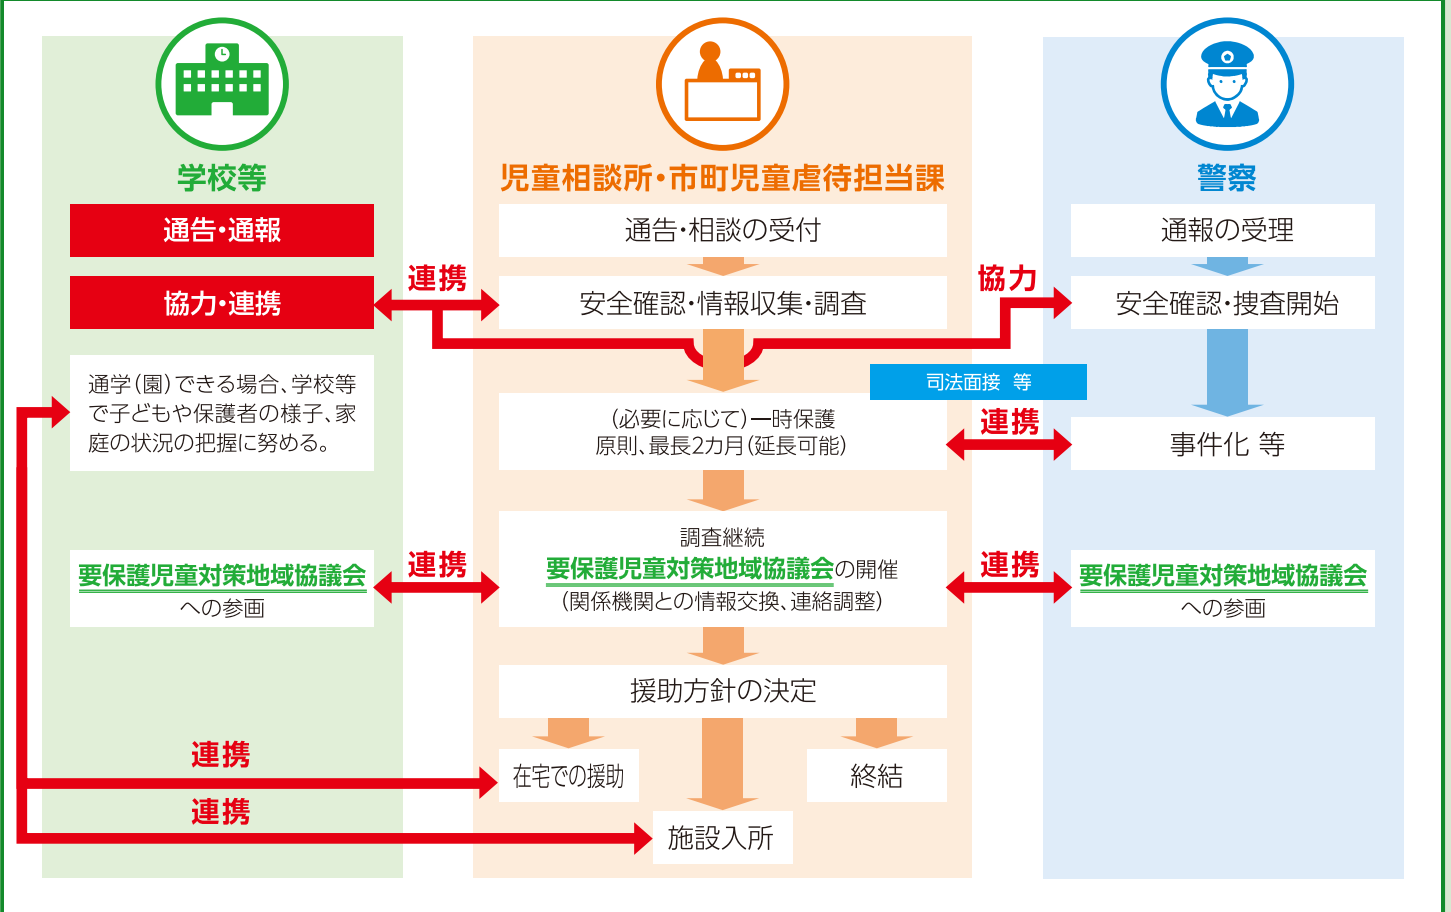 学校等
通告・通報
協力・連携
通学(園)できる場合、学校等
で子どもや保護者の様子、家
庭の状況の把握に努める。
要保護児童対策地域協議会
への参画
連携
連携
連携
連携
児童相談所・市町児童虐待担当課
通告・相談の受付
安全確認・情報収集・調査
(必要に応じて)一時保護
原則、最長2カ月(延長可能)
調査継続
要保護児童対策地域協議会の開催
(関係機関との情報交換、連絡調整)
援助方針の決定
在宅での援助
終結
施設入所
協力
司法面接 等
連携
連携
警察
通報の受理
安全確認・捜査開始
事件化 等
要保護児童対策地域協議会
への参画